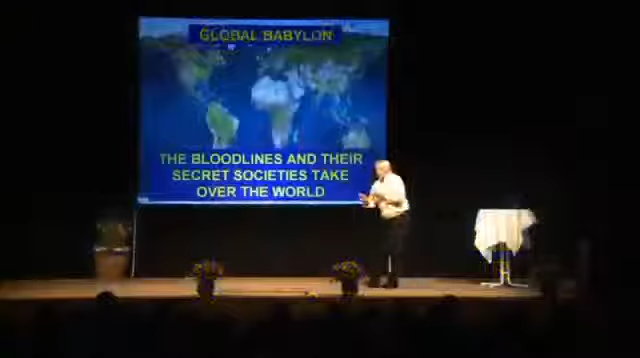 GLOBAL BABYLON
THE BLOODLINES AND THEIR
SECRET SOCIETIES TAKE
OVER THE WORLD